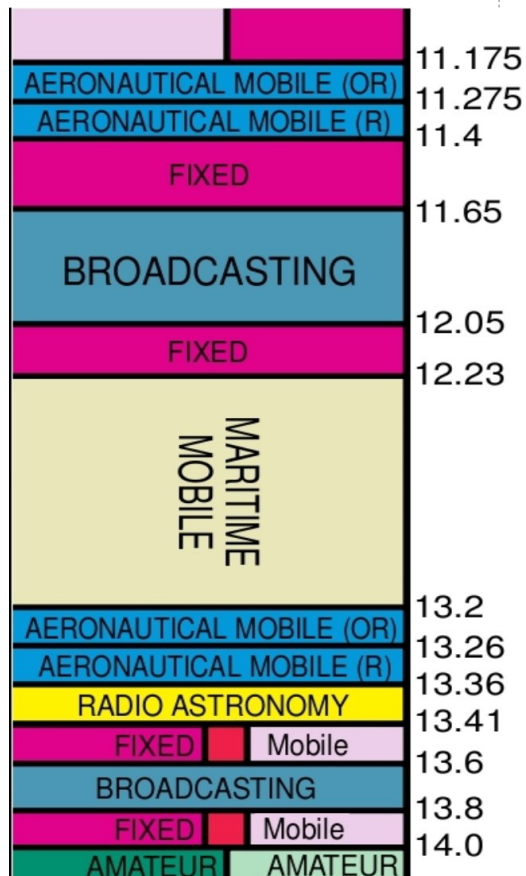 11.175
AERONAUTICAL MOBILE (OR)
11.275
AERONAUTICAL MOBILE (R)
11.4
FIXED
11.65
BROADCASTING
12.05
FIXED
12.23
MARITIME
MOBILE
13.2
AERONAUTICAL MOBILE (OR)
13.26
AERONAUTICAL MOBILE (R)
13.36
RADIO ASTRONOMY
13.41
FIXED Mobile
13.6
BROADCASTING
13.8
FIXED Mobile
14.0
AMATEUR AMATEUR